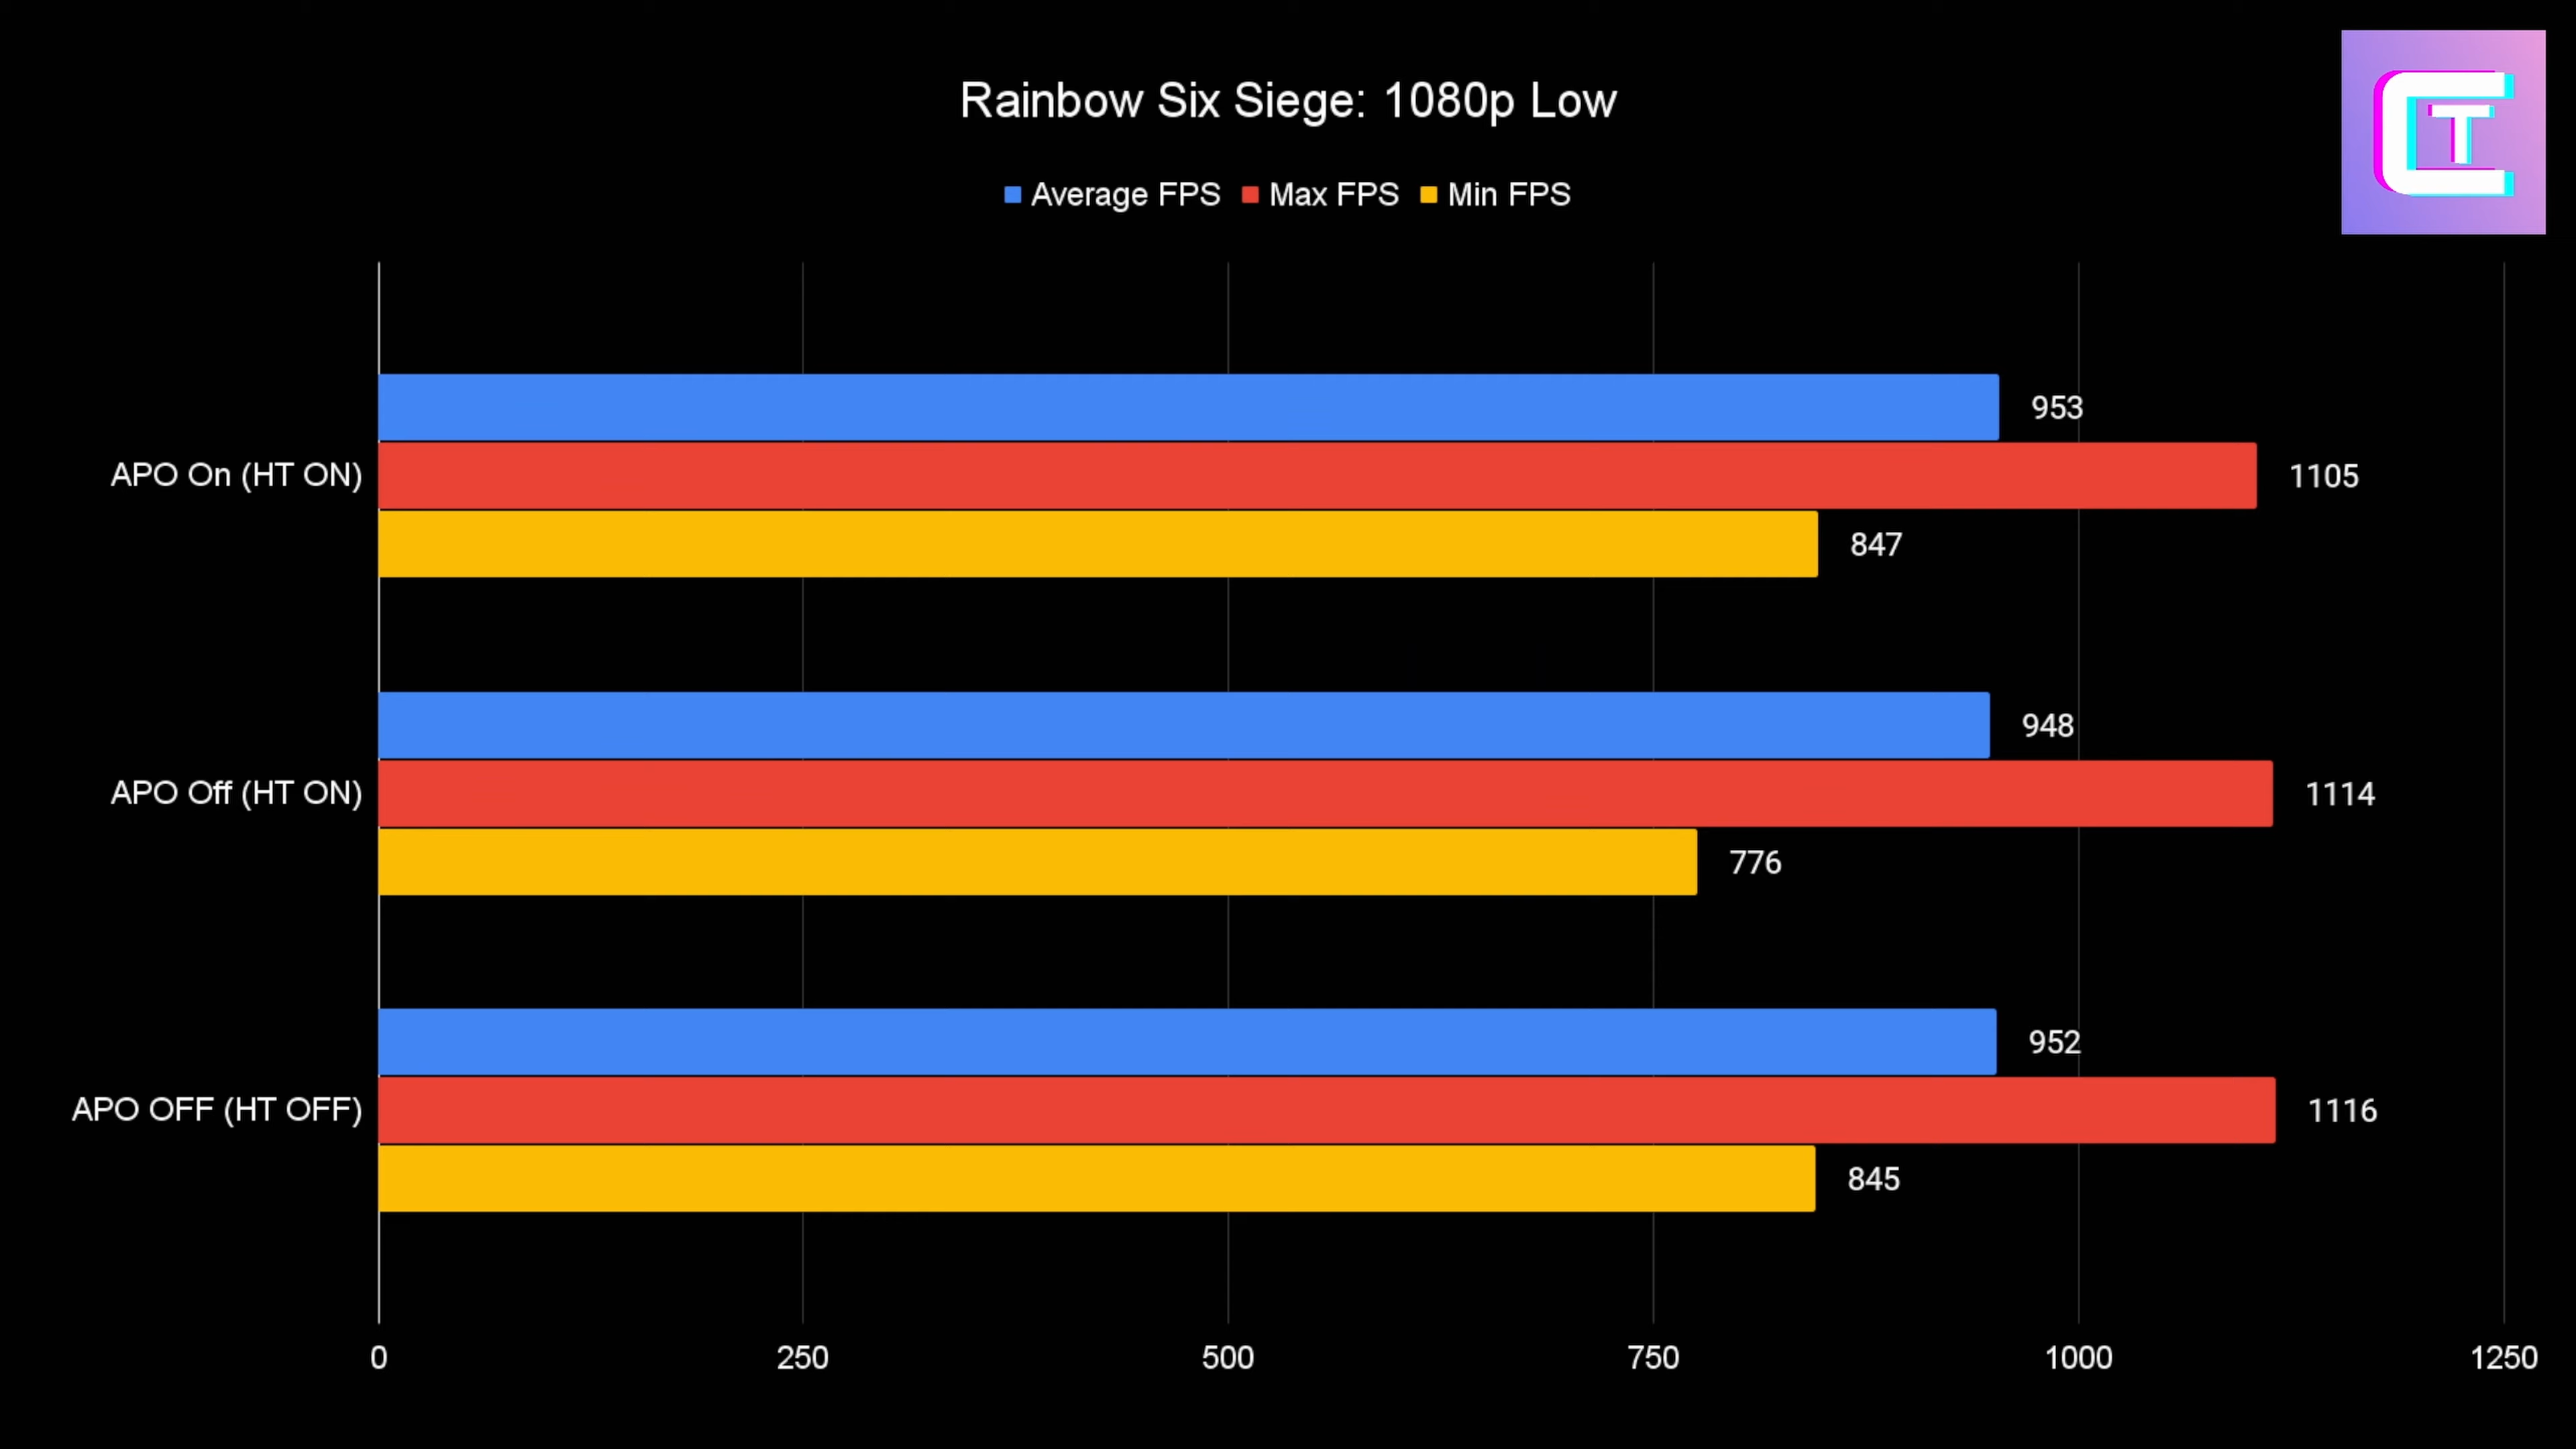 Rainbow Six Siege: 1080p Low
CT
Average FPS Max FPS Min FPS
953
APO On (HT ON) 1105
847
948
APO Off (HT ON) 1114
776
952
APO OFF (HT OFF) 1116
845
0 250 500 750 1000 1250